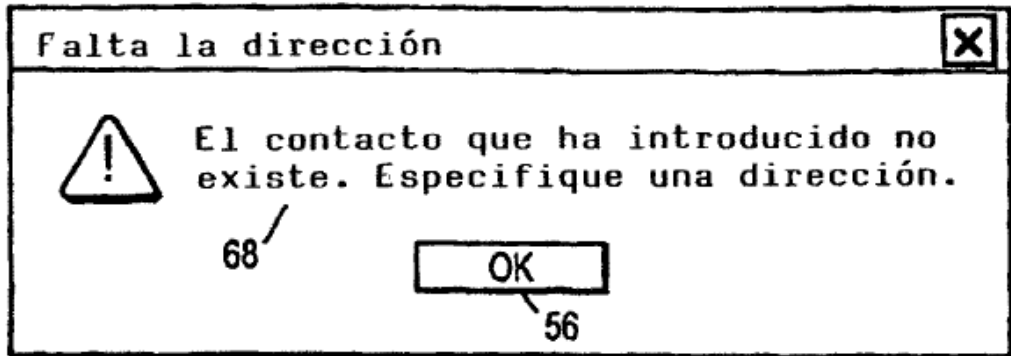 Falta la dirección
El contacto que ha introducido no
existe. Especifique una dirección.
68
OK
56